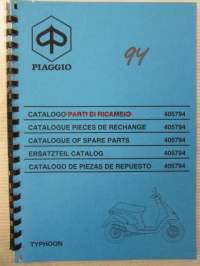 PIAGGIO
94
CATALOGO PARTI DI RICAMBIO 405794
CATALOGUE PIECES DE RECHANGE 405794
CATALOGUE OF SPARE PARTS 405794
ERSATZTEIL CATALOG 405794
CATALOGO DE PIEZAS DE REPUESTO 405794
TYPHOON